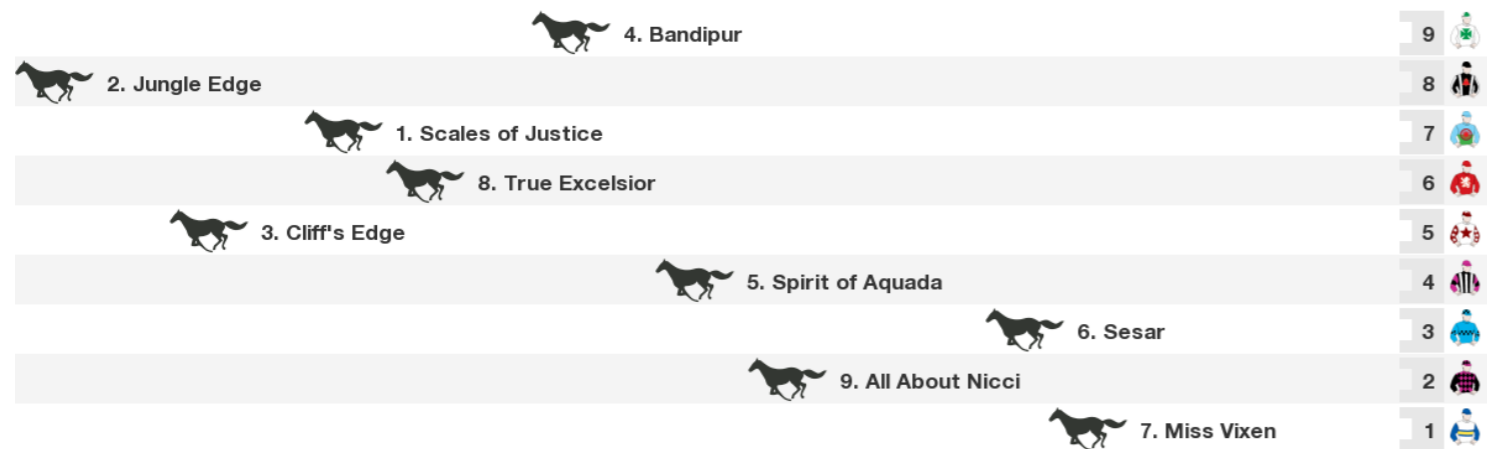 4. Bandipur 9
2. Jungle Edge 8
1. Scales of Justice 7
8. True Excelsior 6
3. Cliff's Edge 5
5. Spirit of Aquada 4
6. Sesar 3
9. All About Nicci 2
7. Miss Vixen 1